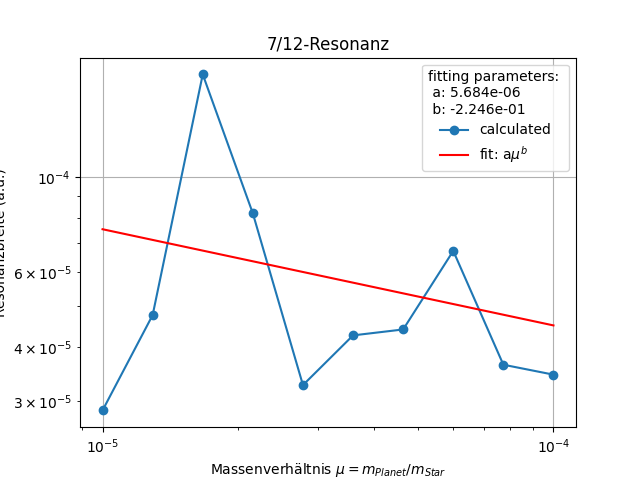 7/12-Resonanz
fitting parameters:
a: 5.684e-06
b: -2.246e-01
calculated
fit: aμ^b
10^-4
6 × 10^-5
4 × 10^-5
3 × 10^-5
10^-5
10^-4
Massenverhältnis μ = m_Planet/m_Star